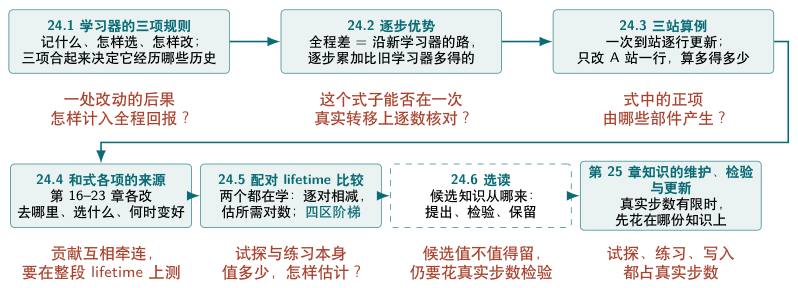 24.1 学习器的三项规则
记什么、怎样选、怎样改；
三项合起来决定它经历哪些历史
24.2 逐步优势
全程差 = 沿新学习器的路，
逐步累加比旧学习器多得的
24.3 三站算例
一次到站逐行更新；
只改 A 站一行，算多得多少
一处改动的后果
怎样计入全程回报？
这个式子能否在一次
真实转移上逐数核对？
式中的正项
由哪些部件产生？
24.4 和式各项的来源
第 16–23 章各改
去哪里、选什么、何时变好
24.5 配对 lifetime 比较
两个都在学：逐对相减，
估所需对数；四区阶梯
24.6 选读
候选知识从哪来：
提出、检验、保留
第 25 章知识的维护、检验
与更新
真实步数有限时，
先花在哪份知识上
贡献互相牵连，
要在整段 lifetime 上测
试探与练习本身
值多少，怎样估计？
候选值不值得留，
仍要花真实步数检验
试探、练习、写入
都占真实步数